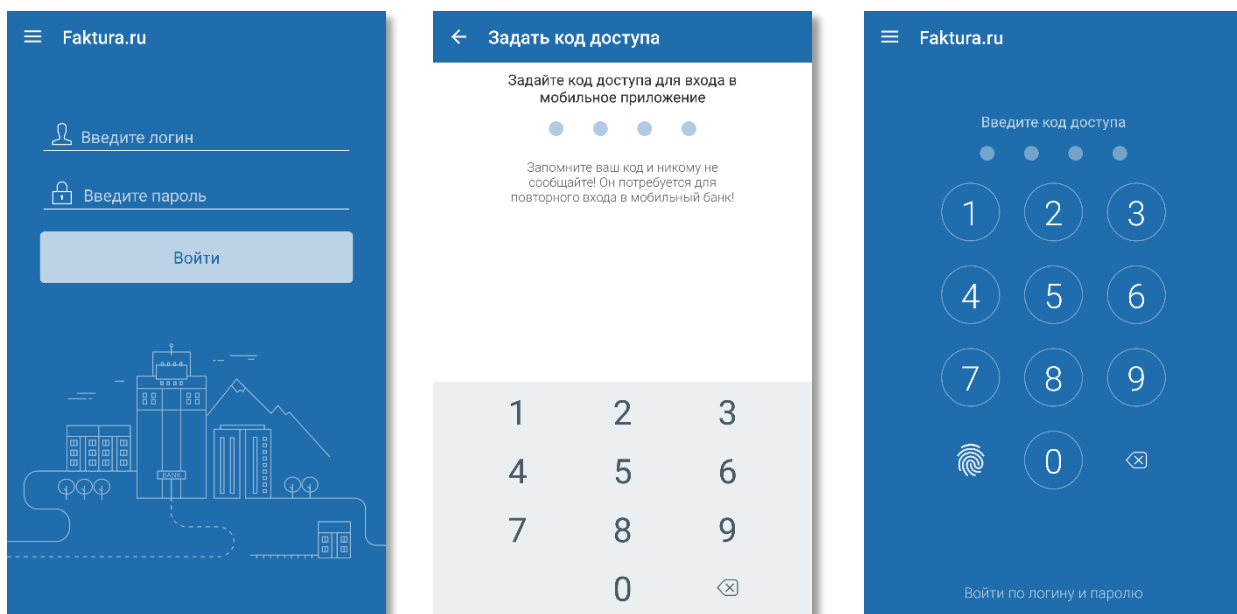 Faktura.ru
Введите логин
Введите пароль
Войти
BANK
Задать код доступа
Задайте код доступа для входа в
мобильное приложение
Запомните ваш код и никому не
сообщайте! Он потребуется для
повторного входа в мобильный банк!
1 2 3
4 5 6
7 8 9
0
Faktura.ru
Введите код доступа
1 2 3
4 5 6
7 8 9
0
Войти по логину и паролю